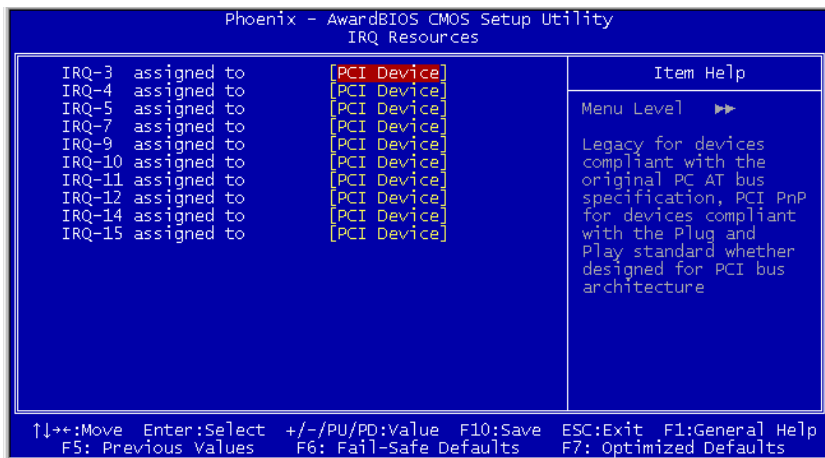 Phoenix - AwardBIOS CMOS Setup Utility
IRQ Resources
IRQ-3 assigned to [PCI Device]
IRQ-4 assigned to [PCI Device]
IRQ-5 assigned to [PCI Device]
IRQ-7 assigned to [PCI Device]
IRQ-9 assigned to [PCI Device]
IRQ-10 assigned to [PCI Device]
IRQ-11 assigned to [PCI Device]
IRQ-12 assigned to [PCI Device]
IRQ-14 assigned to [PCI Device]
IRQ-15 assigned to [PCI Device]
Item Help
Menu Level ►►
Legacy for devices
compliant with the
original PC AT bus
specification, PCI PnP
for devices compliant
with the Plug and
Play standard whether
designed for PCI bus
architecture
↑↓→←:Move Enter:Select +/-/PU/PD:Value F10:Save ESC:Exit F1:General Help
F5: Previous Values F6: Fail-Safe Defaults F7: Optimized Defaults